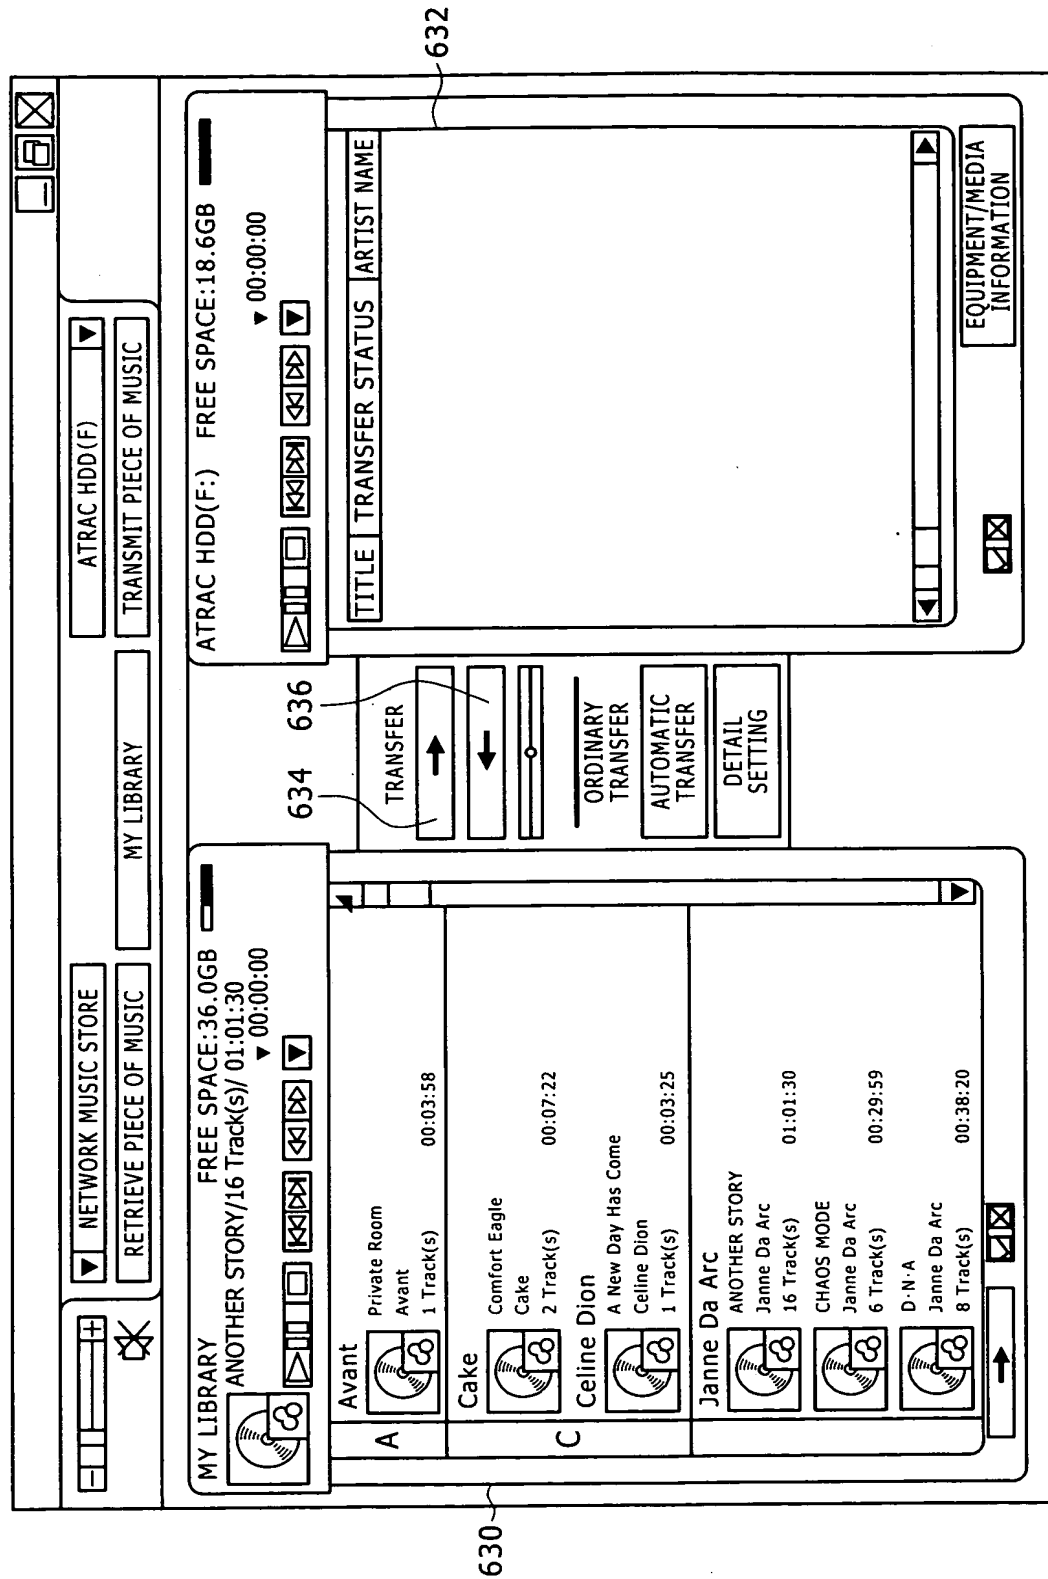 ▼ NETWORK MUSIC STORE
ATRAC HDD(F) ▼
RETRIEVE PIECE OF MUSIC
MY LIBRARY
TRANSMIT PIECE OF MUSIC
MY LIBRARY FREE SPACE:36.0GB
ANOTHER STORY/16 Track(s)/ 01:01:30
▼ 00:00:00
A
Avant
Private Room
Avant
1 Track(s) 00:03:58
C
Cake
Comfort Eagle
Cake
2 Track(s) 00:07:22
Celine Dion
A New Day Has Come
Celine Dion
1 Track(s) 00:03:25
Janne Da Arc
ANOTHER STORY
Janne Da Arc
16 Track(s) 01:01:30
CHAOS MODE
Janne Da Arc
6 Track(s) 00:29:59
D·N·A
Janne Da Arc
8 Track(s) 00:38:20
630
634
636
TRANSFER
→
←
ORDINARY
TRANSFER
AUTOMATIC
TRANSFER
DETAIL
SETTING
ATRAC HDD(F:) FREE SPACE:18.6GB
▼ 00:00:00
TITLE TRANSFER STATUS ARTIST NAME
632
EQUIPMENT/MEDIA
INFORMATION